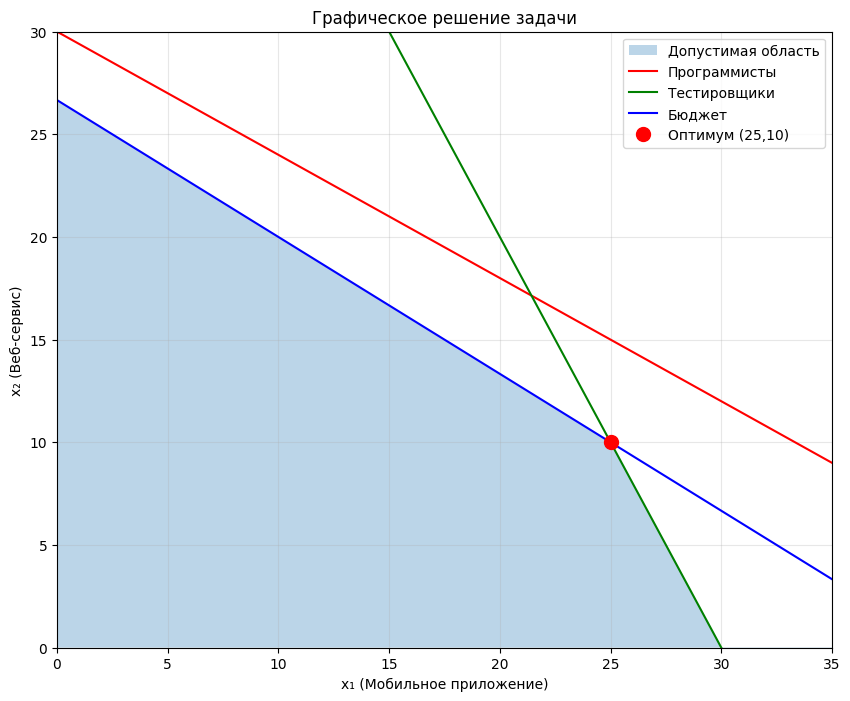 Графическое решение задачи
Допустимая область
Программисты
Тестировщики
Бюджет
Оптимум (25,10)
30
25
20
15
10
5
0
x₂ (Веб-сервис)
0 5 10 15 20 25 30 35
x₁ (Мобильное приложение)